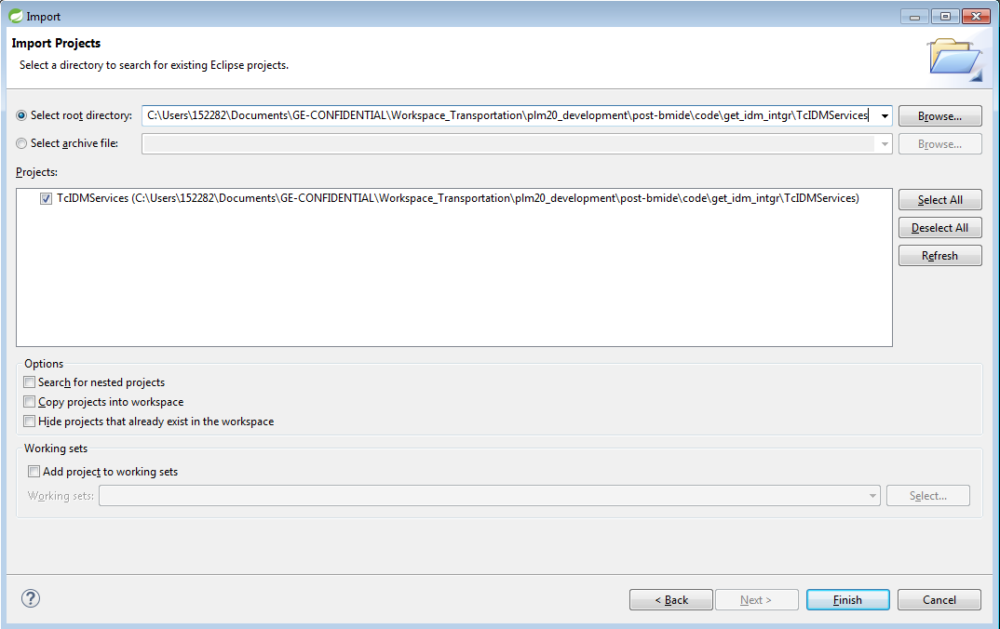 Import
Import Projects
Select a directory to search for existing Eclipse projects.
Select root directory: C:\Users\152282\Documents\GE-CONFIDENTIAL\Workspace_Transportation\plm20_development\post-bmide\code\get_idm_intgr\TcIDMServices Browse...
Select archive file: Browse...
Projects:
TcIDMServices (C:\Users\152282\Documents\GE-CONFIDENTIAL\Workspace_Transportation\plm20_development\post-bmide\code\get_idm_intgr\TcIDMServices)
Select All
Deselect All
Refresh
Options
Search for nested projects
Copy projects into workspace
Hide projects that already exist in the workspace
Working sets
Add project to working sets
Working sets: Select...
? < Back Next > Finish Cancel